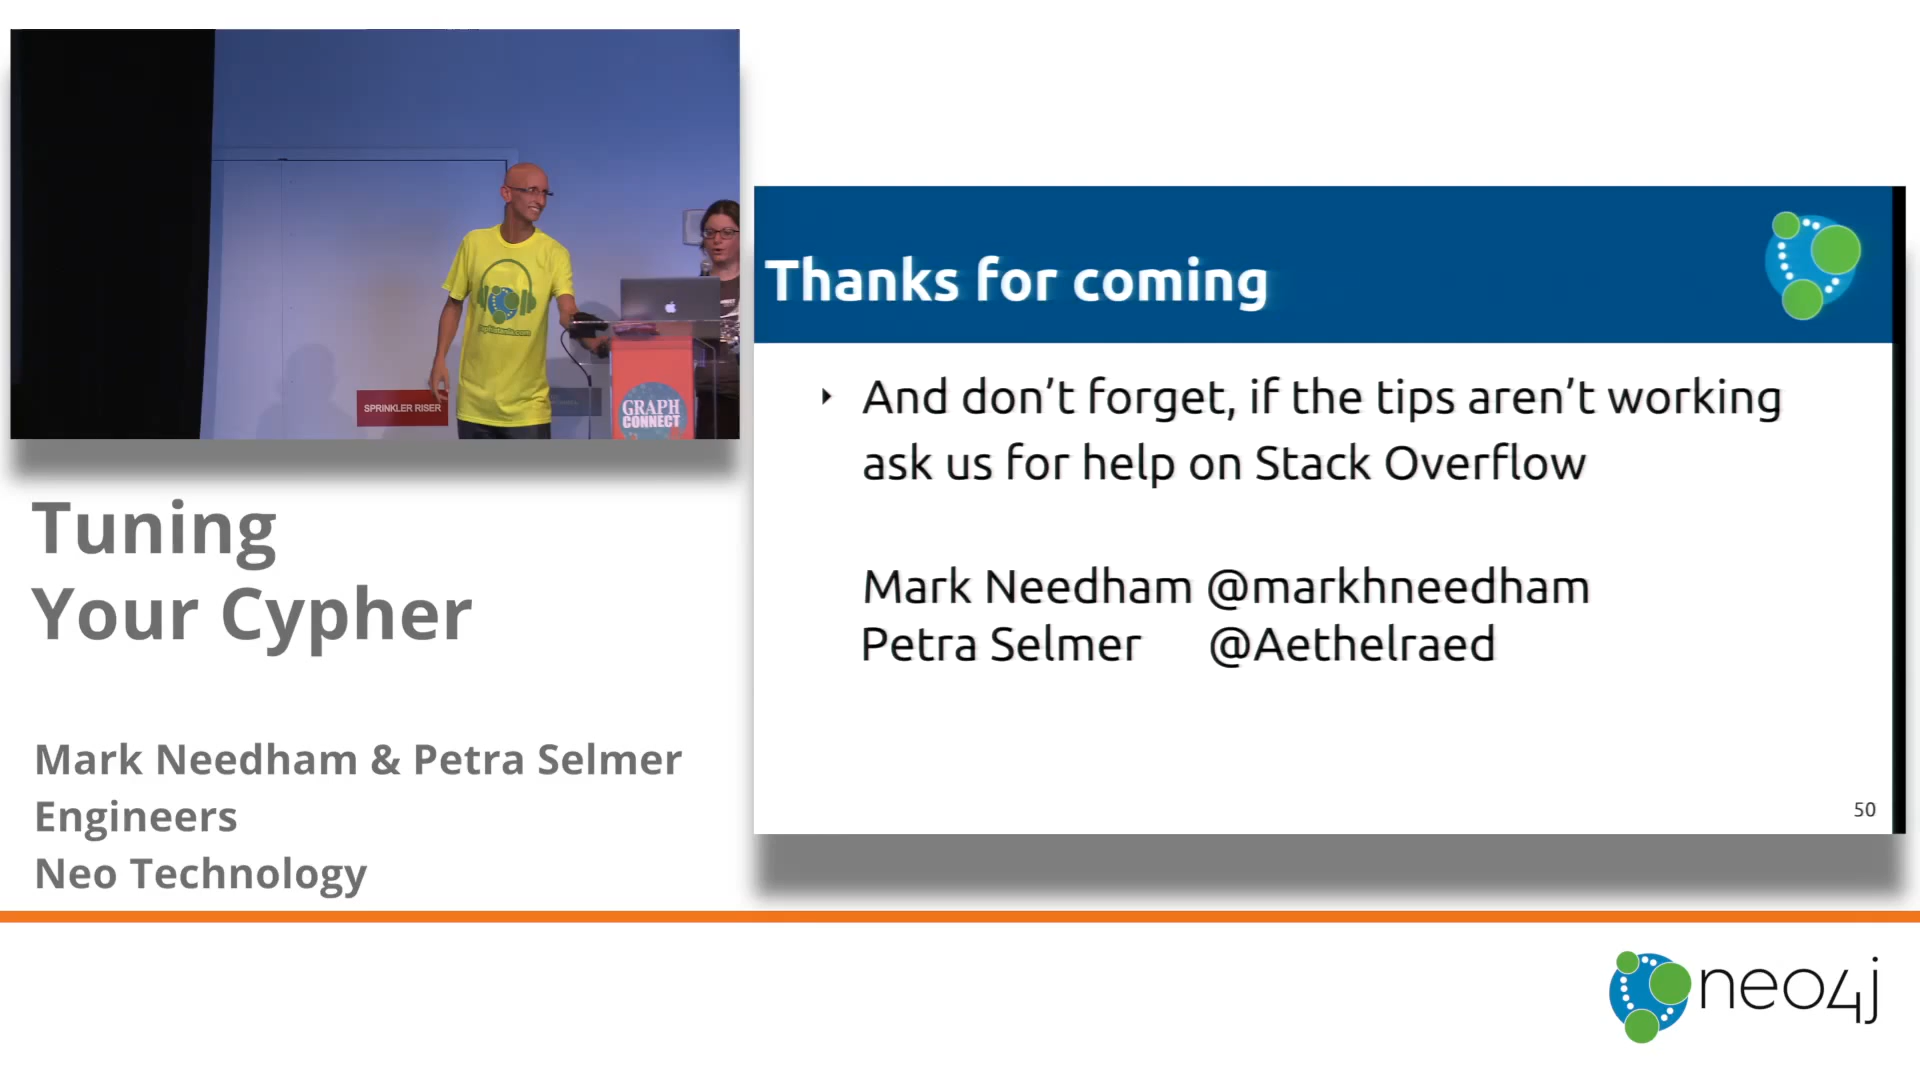 SPRINKLER RISER
GRAPH
CONNECT
Tuning
Your Cypher
Mark Needham & Petra Selmer
Engineers
Neo Technology
Thanks for coming
And don’t forget, if the tips aren’t working
ask us for help on Stack Overflow
Mark Needham @markhneedham
Petra Selmer @Aethelraed
50
neo4j